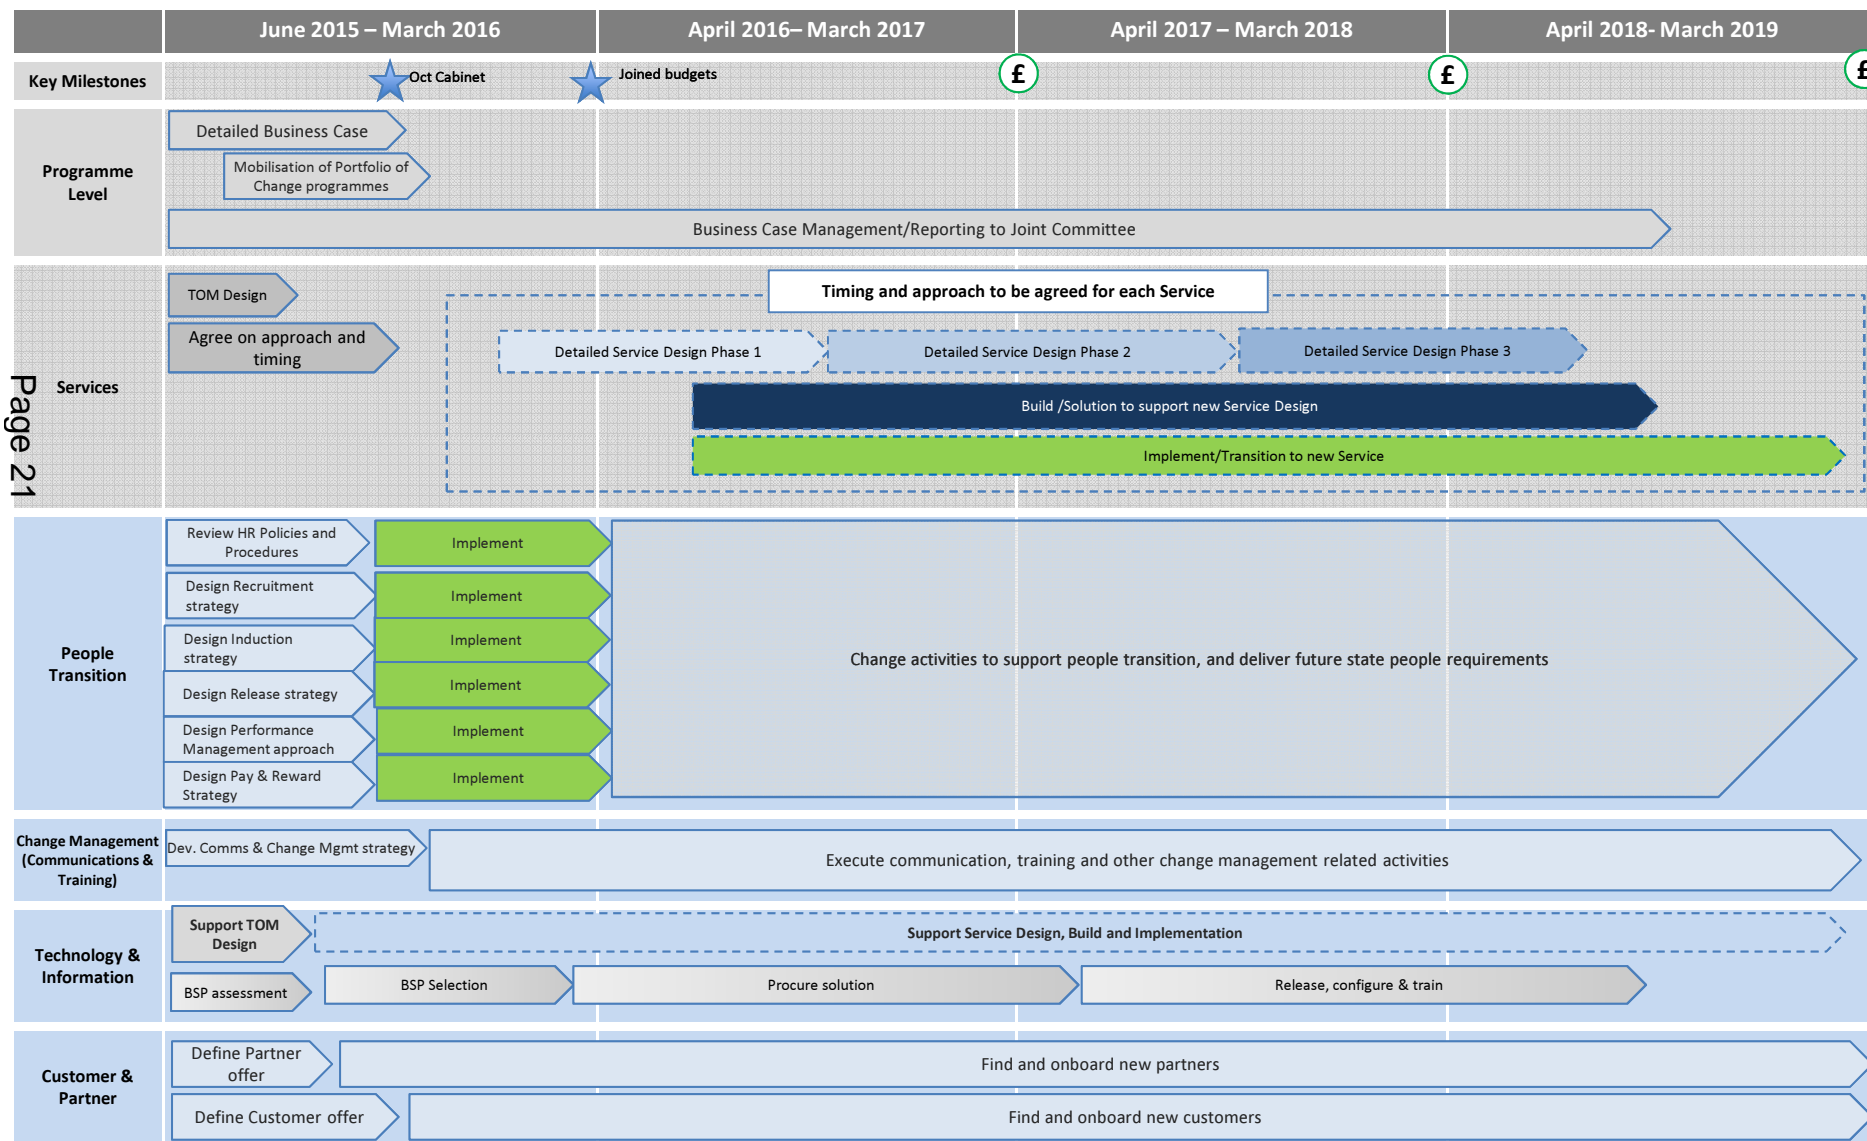 June 2015 – March 2016
April 2016– March 2017
April 2017 – March 2018
April 2018- March 2019
Key Milestones
Oct Cabinet
Joined budgets
£
£
£
Programme
Level
Detailed Business Case
Mobilisation of Portfolio of
Change programmes
Business Case Management/Reporting to Joint Committee
Services
TOM Design
Timing and approach to be agreed for each Service
Agree on approach and
timing
Detailed Service Design Phase 1
Detailed Service Design Phase 2
Detailed Service Design Phase 3
Build /Solution to support new Service Design
Implement/Transition to new Service
Page 21
People
Transition
Review HR Policies and
Procedures
Implement
Design Recruitment
strategy
Implement
Design Induction
strategy
Implement
Design Release strategy
Implement
Design Performance
Management approach
Implement
Design Pay & Reward
Strategy
Implement
Change activities to support people transition, and deliver future state people requirements
Change Management
(Communications &
Training)
Dev. Comms & Change Mgmt strategy
Execute communication, training and other change management related activities
Technology &
Information
Support TOM
Design
Support Service Design, Build and Implementation
BSP assessment
BSP Selection
Procure solution
Release, configure & train
Customer &
Partner
Define Partner
offer
Find and onboard new partners
Define Customer offer
Find and onboard new customers